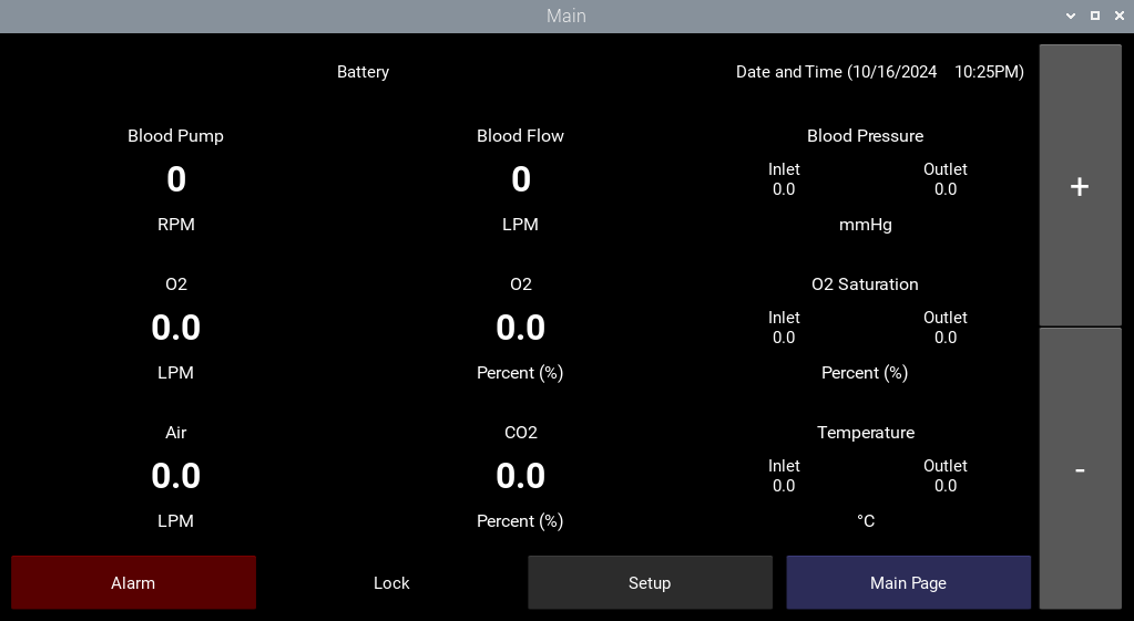 Main
Battery
Date and Time (10/16/2024 10:25PM)
Blood Pump
0
RPM
Blood Flow
0
LPM
Blood Pressure
Inlet Outlet
0.0 0.0
mmHg
+
O2
0.0
LPM
O2
0.0
Percent (%)
O2 Saturation
Inlet Outlet
0.0 0.0
Percent (%)
Air
0.0
LPM
CO2
0.0
Percent (%)
Temperature
Inlet Outlet
0.0 0.0
°C
-
Alarm
Lock
Setup
Main Page